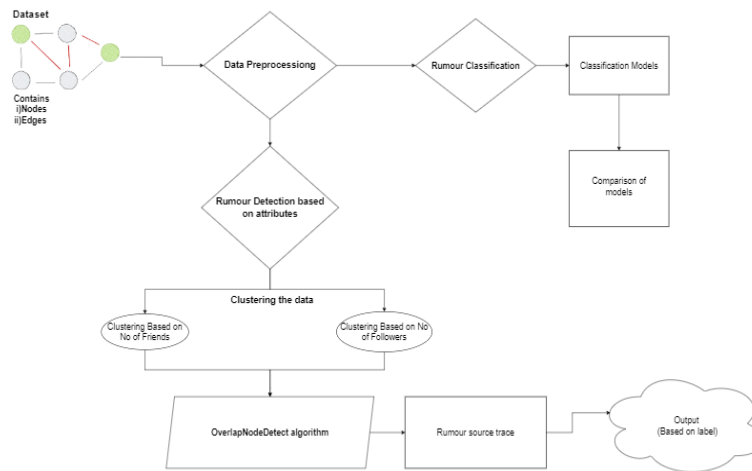 Dataset
Contains
i)Nodes
ii)Edges
Data Preprocessiong
Rumour Classification
Classification Models
Comparison of
models
Rumour Detection based
on attributes
Clustering the data
Clustering Based on
No of Friends
Clustering Based on No
of Followers
OverlapNodeDetect algorithm
Rumour source trace
Output
(Based on label)